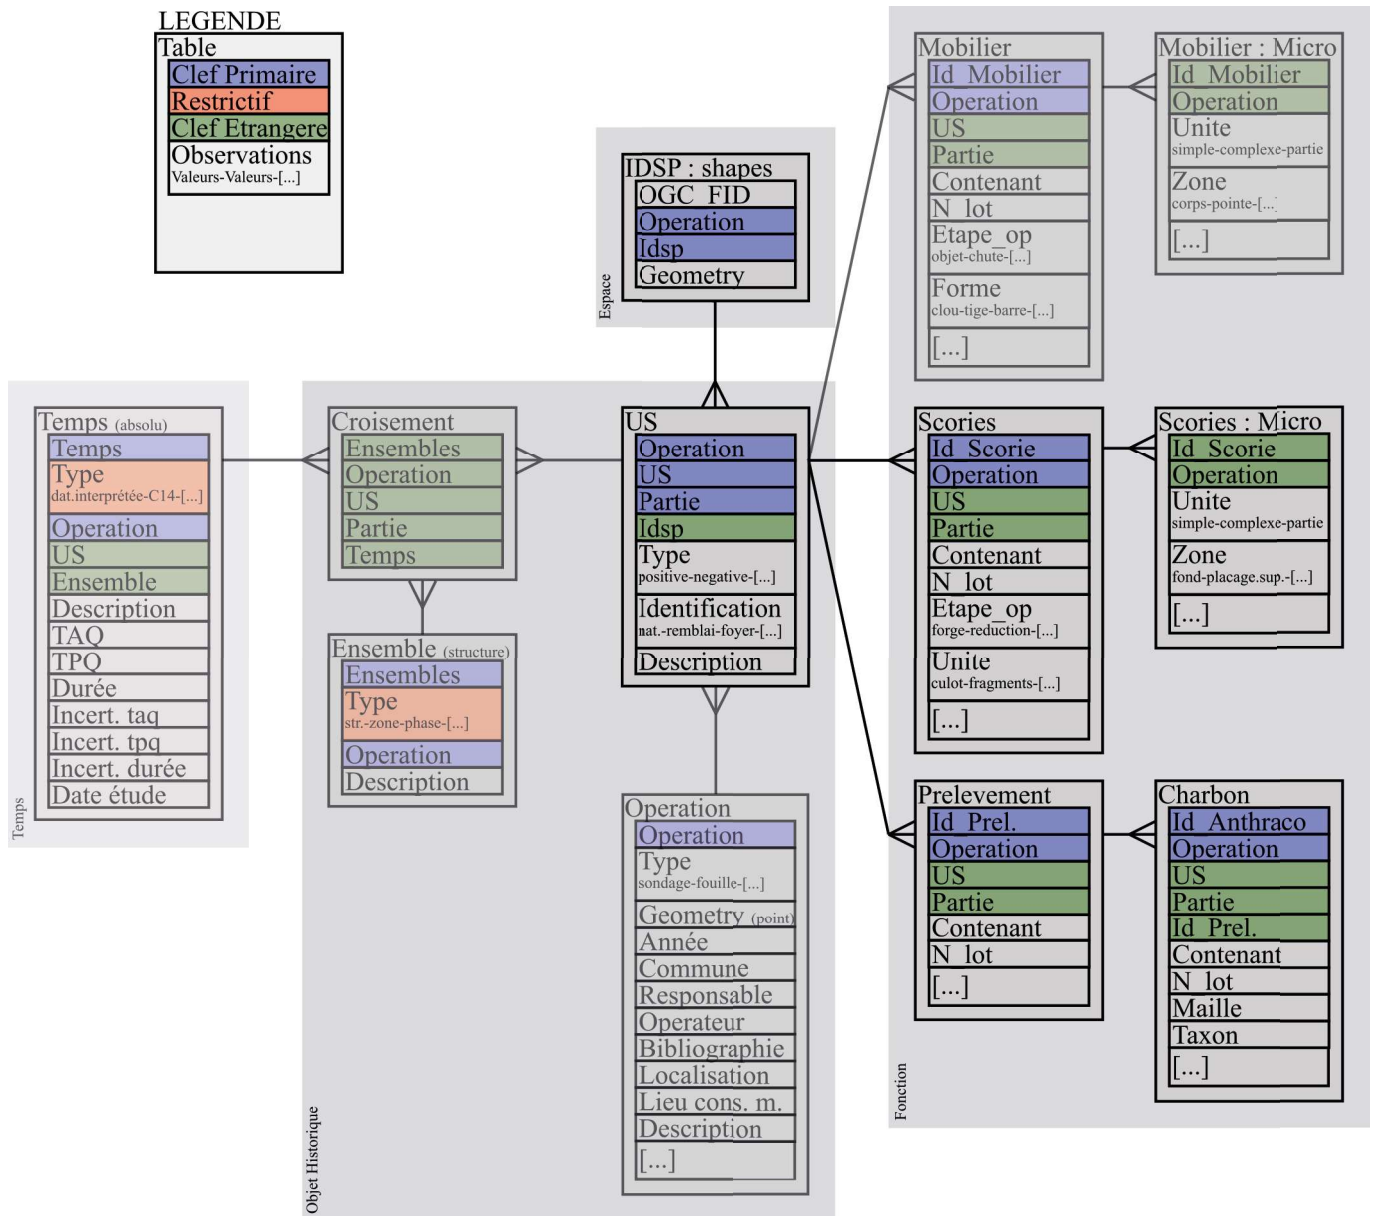 LEGENDE
Table
Clef Primaire
Restrictif
Clef Etrangere
Observations
Valeurs-Valeurs-[...]
Espace
IDSP : shapes
OGC_FID
Operation
Idsp
Geometry
Mobilier
Id_Mobilier
Operation
US
Partie
Contenant
N_lot
Etape_op
objet-chute-[...]
Forme
clou-tige-barre-[...]
[...]
Mobilier : Micro
Id_Mobilier
Operation
Unite
simple-complexe-partie
Zone
corps-pointe-[...]
[...]
Temps
Temps (absolu)
Temps
Type
dat.interprétée-C14-[...]
Operation
US
Ensemble
Description
TAQ
TPQ
Durée
Incert. taq
Incert. tpq
Incert. durée
Date étude
Objet Historique
Croisement
Ensembles
Operation
US
Partie
Temps
Ensemble (structure)
Ensembles
Type
str.-zone-phase-[...]
Operation
Description
US
Operation
US
Partie
Idsp
Type
positive-negative-[...]
Identification
nat.-remblai-foyer-[...]
Description
Operation
Operation
Type
sondage-fouille-[...]
Geometry (point)
Année
Commune
Responsable
Operateur
Bibliographie
Localisation
Lieu cons. m.
Description
[...]
Fonction
Scories
Id_Scorie
Operation
US
Partie
Contenant
N_lot
Etape_op
forge-reduction-[...]
Unite
culot-fragments-[...]
[...]
Scories : Micro
Id_Scorie
Operation
Unite
simple-complexe-partie
Zone
fond-placage.sup.-[...]
[...]
Prelevement
Id_Prel.
Operation
US
Partie
Contenant
N_lot
[...]
Charbon
Id_Anthraco
Operation
US
Partie
Id_Prel.
Contenant
N_lot
Maille
Taxon
[...]